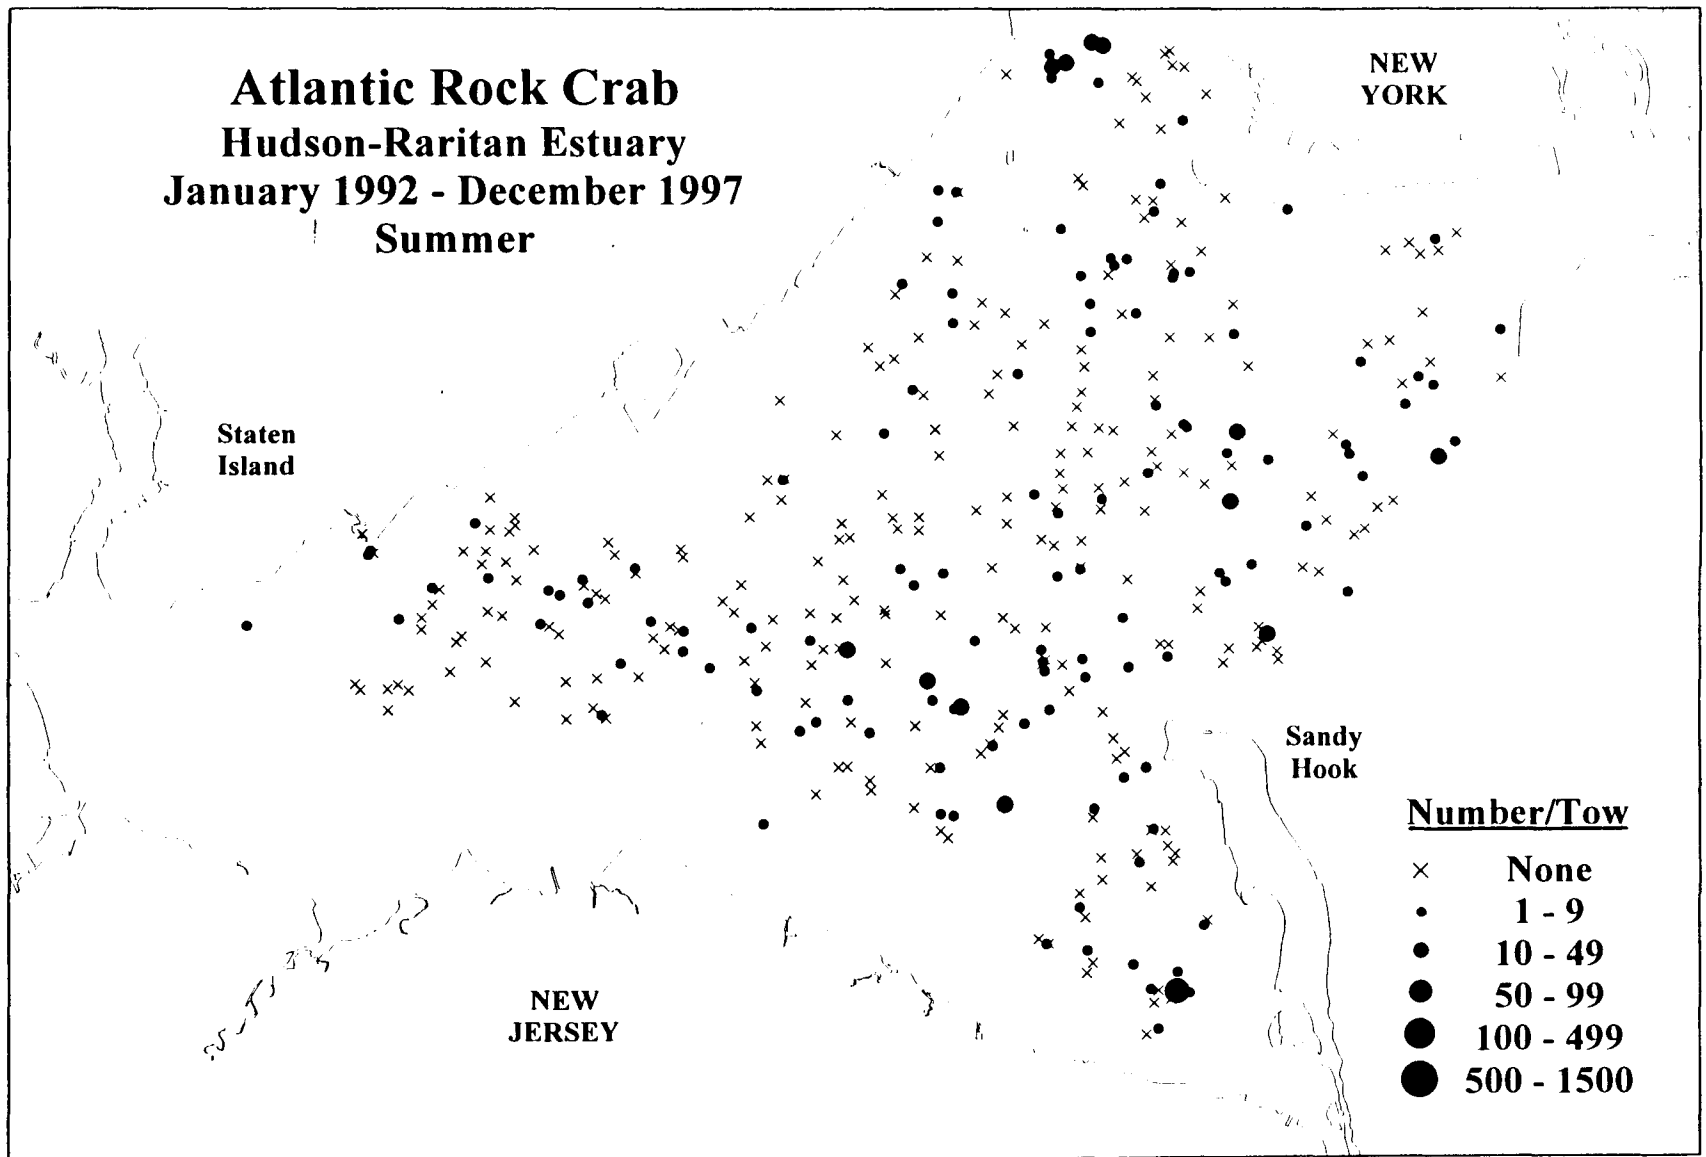 Atlantic Rock Crab
Hudson-Raritan Estuary
January 1992 - December 1997
Summer
NEW
YORK
Staten
Island
Sandy
Hook
NEW
JERSEY
Number/Tow
× None
1 - 9
10 - 49
50 - 99
100 - 499
500 - 1500